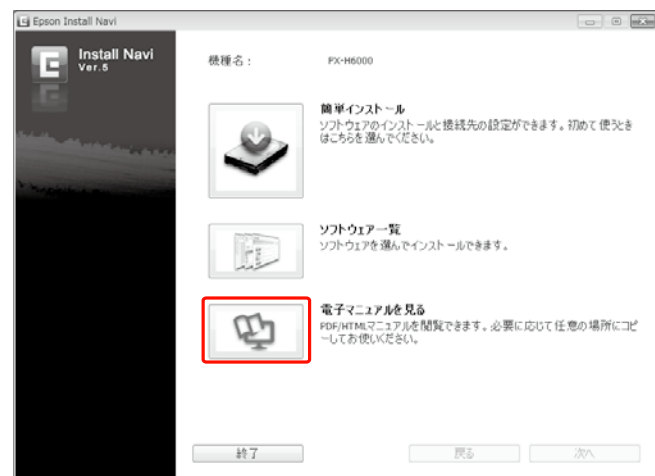 Epson Install Navi
Install Navi
Ver.5
機種名： PX-H6000
簡単インストール
ソフトウェアのインストールと接続先の設定ができます。初めて使うとき
はこちらを選んでください。
ソフトウェア一覧
ソフトウェアを選んでインストールできます。
電子マニュアルを見る
PDF/HTMLマニュアルを閲覧できます。必要に応じて任意の場所にコピ
ーしてお使いください。
終了 戻る 次へ